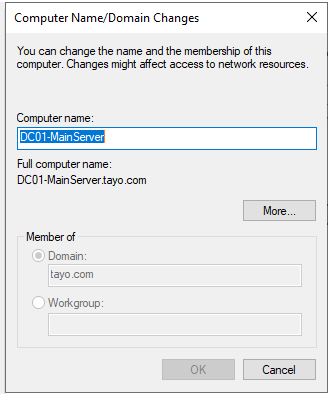 Computer Name/Domain Changes
You can change the name and the membership of this
computer. Changes might affect access to network resources.
Computer name:
DC01-MainServer
Full computer name:
DC01-MainServer.tayo.com
More...
Member of
Domain:
tayo.com
Workgroup:
OK
Cancel